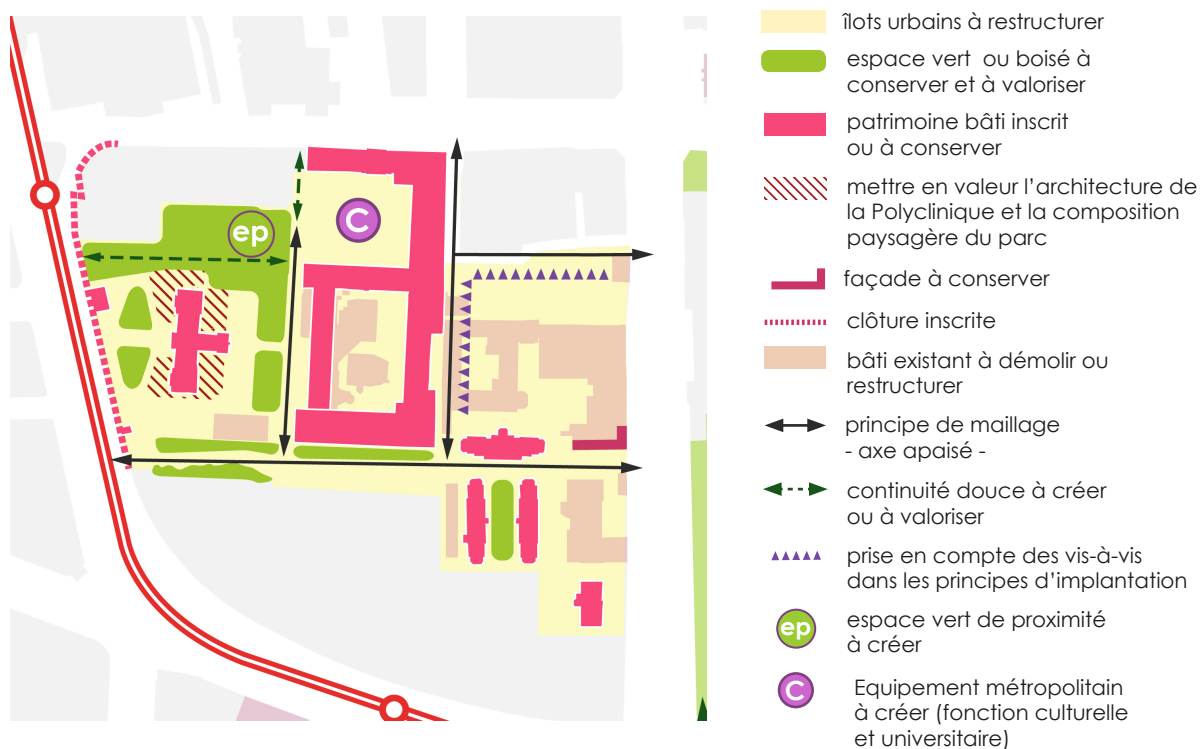 îlots urbains à restructurer
espace vert ou boisé à
conserver et à valoriser
patrimoine bâti inscrit
ou à conserver
mettre en valeur l'architecture de
la Polyclinique et la composition
paysagère du parc
façade à conserver
clôture inscrite
bâti existant à démolir ou
restructurer
principe de maillage
- axe apaisé -
continuité douce à créer
ou à valoriser
prise en compte des vis-à-vis
dans les principes d'implantation
ep
espace vert de proximité
à créer
C
Equipement métropolitain
à créer (fonction culturelle
et universitaire)
C
ep